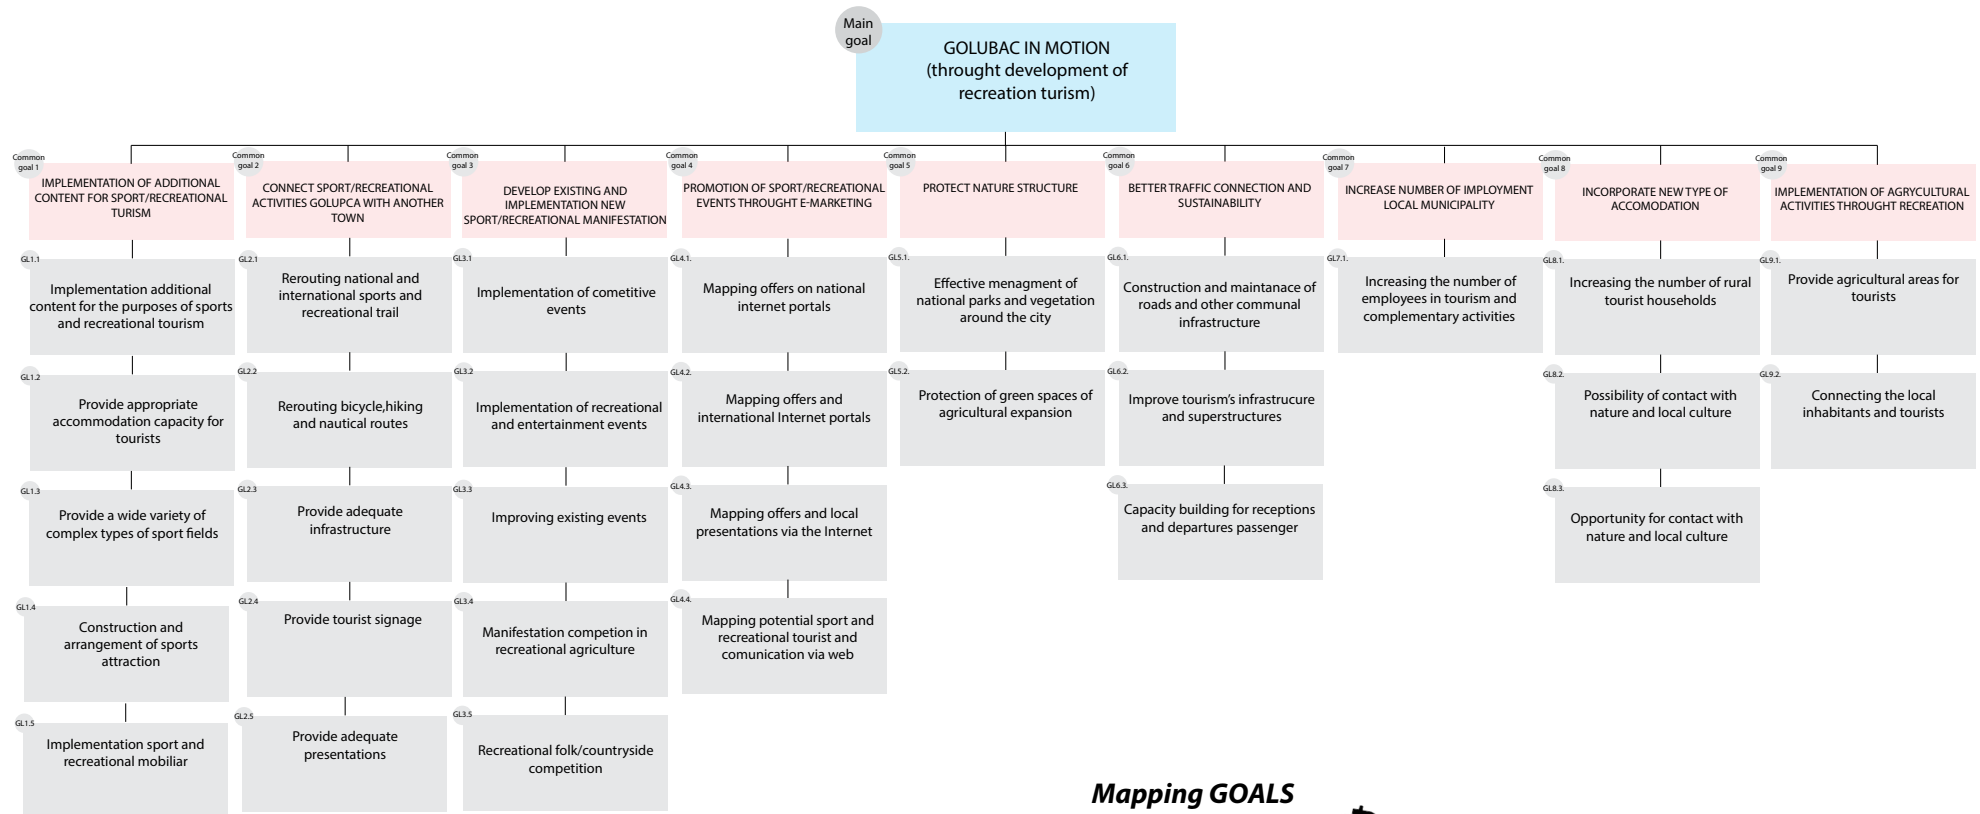 Main
goal
GOLUBAC IN MOTION
(throught development of
recreation turism)
Common
goal 1
IMPLEMENTATION OF ADDITIONAL
CONTENT FOR SPORT/RECREATIONAL
TURISM
GL1.1
Implementation additional
content for the purposes of sports
and recreational tourism
GL1.2
Provide appropriate
accommodation capacity for
tourists
GL1.3
Provide a wide variety of
complex types of sport fields
GL1.4
Construction and
arrangement of sports
attraction
GL1.5
Implementation sport and
recreational mobiliar
Common
goal 2
CONNECT SPORT/RECREATIONAL
ACTIVITIES GOLUPCA WITH ANOTHER
TOWN
GL2.1
Rerouting national and
international sports and
recreational trail
GL2.2
Rerouting bicycle,hiking
and nautical routes
GL2.3
Provide adequate
infrastructure
GL2.4
Provide tourist signage
GL2.5
Provide adequate
presentations
Common
goal 3
DEVELOP EXISTING AND
IMPLEMENTATION NEW
SPORT/RECREATIONAL MANIFESTATION
GL3.1
Implementation of cometitive
events
GL3.2
Implementation of recreational
and entertainment events
GL3.3
Improving existing events
GL3.4
Manifestation competion in
recreational agriculture
GL3.5
Recreational folk/countryside
competition
Common
goal 4
PROMOTION OF SPORT/RECREATIONAL
EVENTS THROUGHT E-MARKETING
GL4.1.
Mapping offers on national
internet portals
GL4.2.
Mapping offers and
international Internet portals
GL4.3.
Mapping offers and local
presentations via the Internet
GL4.4.
Mapping potential sport and
recreational tourist and
comunication via web
Common
goal 5
PROTECT NATURE STRUCTURE
GL5.1.
Effective menagment of
national parks and vegetation
around the city
GL5.2.
Protection of green spaces of
agricultural expansion
Common
goal 6
BETTER TRAFFIC CONNECTION AND
SUSTAINABILITY
GL6.1.
Construction and maintanace of
roads and other communal
infrastructure
GL6.2.
Improve tourism's infrastrucure
and superstructures
GL6.3.
Capacity building for receptions
and departures passenger
Common
goal 7
INCREASE NUMBER OF IMPLOYMENT
LOCAL MUNICIPALITY
GL7.1.
Increasing the number of
employees in tourism and
complementary activities
Common
goal 8
INCORPORATE NEW TYPE OF
ACCOMODATION
GL8.1.
Increasing the number of rural
tourist households
GL8.2.
Possibility of contact with
nature and local culture
GL8.3.
Opportunity for contact with
nature and local culture
Common
goal 9
IMPLEMENTATION OF AGRYCULTURAL
ACTIVITIES THROUGHT RECREATION
GL9.1.
Provide agricultural areas for
tourists
GL9.2.
Connecting the local
inhabitants and tourists
Mapping GOALS